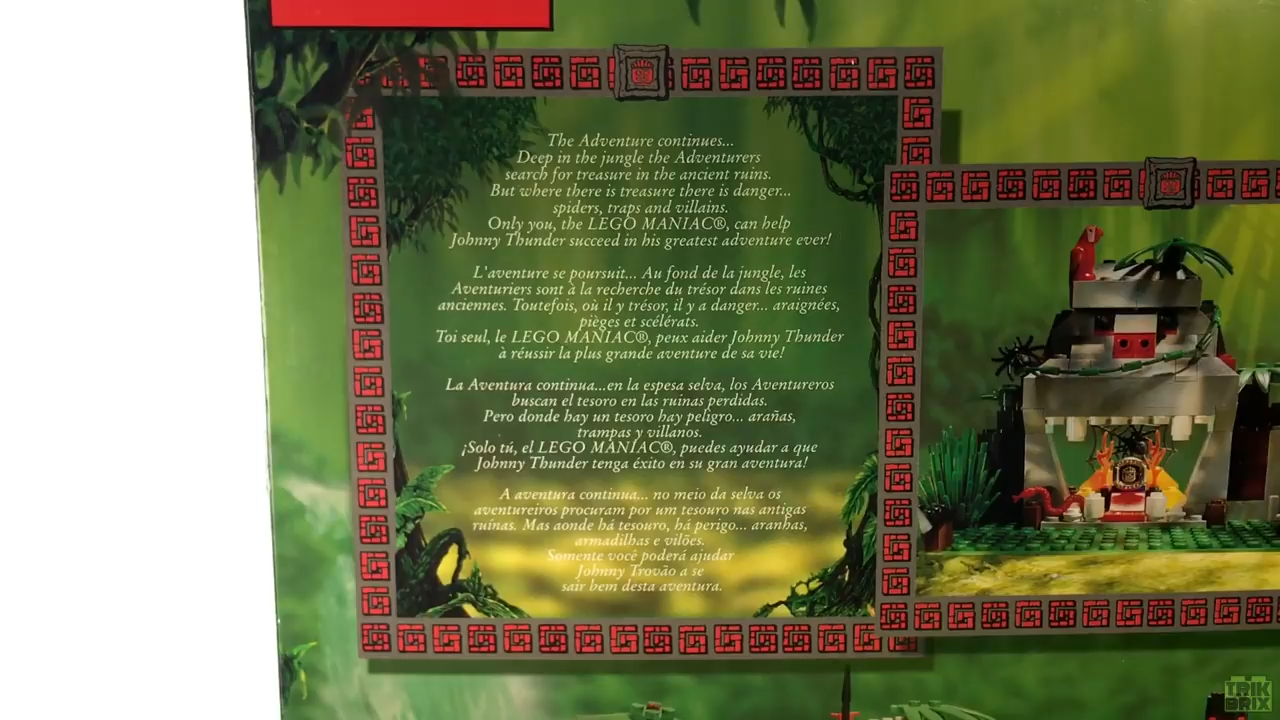 The Adventure continues...
Deep in the jungle the Adventurers
search for treasure in the ancient ruins.
But where there is treasure there is danger...
spiders, traps and villains.
Only you, the LEGO MANIAC®, can help
Johnny Thunder succeed in his greatest adventure ever!
L'aventure se poursuit... Au fond de la jungle, les
Aventuriers sont à la recherche du trésor dans les ruines
anciennes. Toutefois, où il y trésor, il y a danger... araignées,
pièges et scélérats.
Toi seul, le LEGO MANIAC®, peux aider Johnny Thunder
à réussir la plus grande aventure de sa vie!
La Aventura continua...en la espesa selva, los Aventureros
buscan el tesoro en las ruinas perdidas.
Pero donde hay un tesoro hay peligro... arañas,
trampas y villanos.
¡Solo tú, el LEGO MANIAC®, puedes ayudar a que
Johnny Thunder tenga éxito en su gran aventura!
A aventura continua... no meio da selva os
aventureiros procuram por um tesouro nas antigas
ruínas. Mas aonde há tesouro, há perigo... aranhas,
armadilhas e vilões.
Somente você poderá ajudar
Johnny Trovão a se
sair bem desta aventura.
TRIK
BRIX